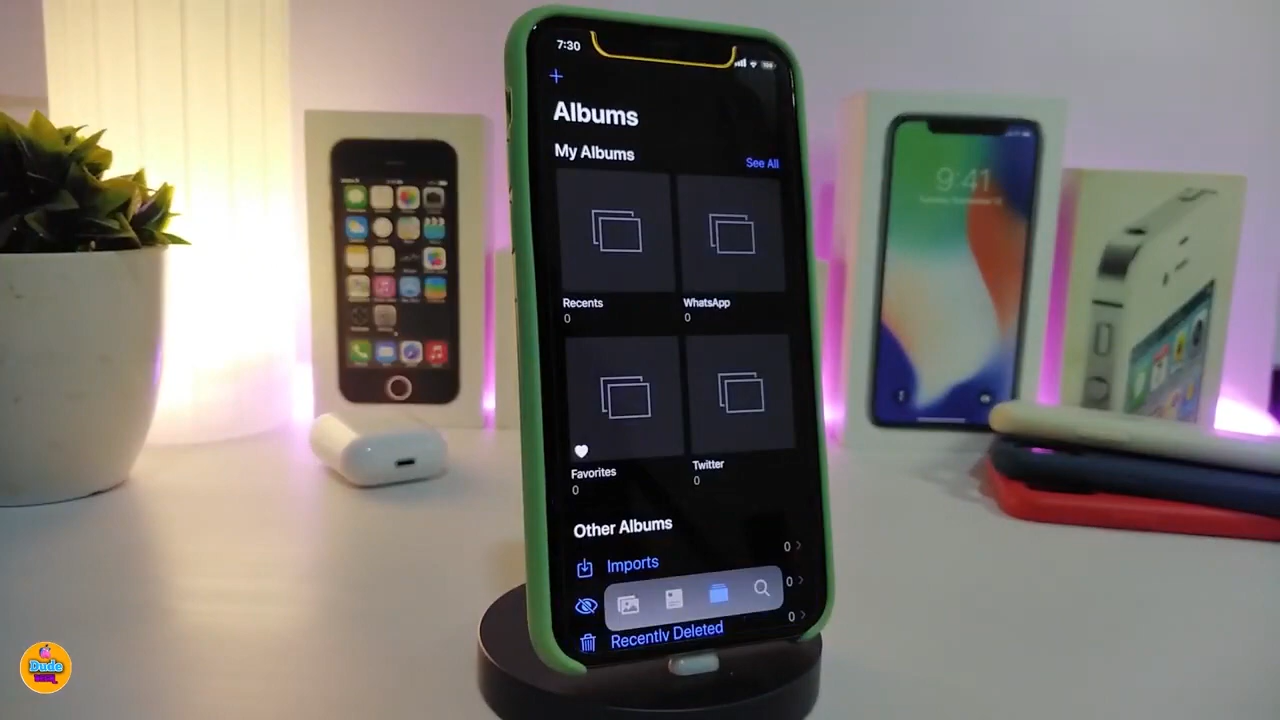 7:30
Albums
My Albums
See All
Recents
0
WhatsApp
0
Favorites
0
Twitter
0
Other Albums
Imports
0
0
Recently Deleted
0
9:41
Dude